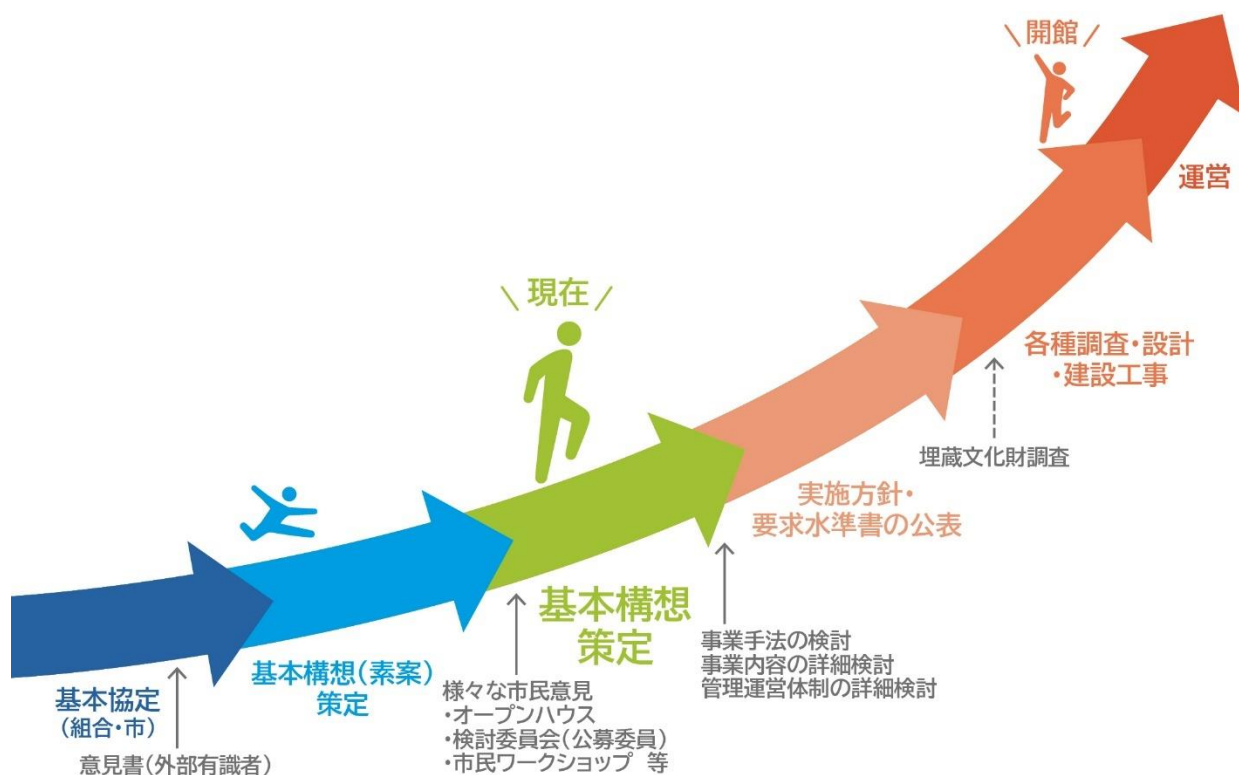 基本協定
(組合・市)
意見書(外部有識者)
基本構想(素案)
策定
様々な市民意見
・オープンハウス
・検討委員会(公募委員)
・市民ワークショップ 等
\ 現在 /
基本構想
策定
事業手法の検討
事業内容の詳細検討
管理運営体制の詳細検討
実施方針・
要求水準書の公表
埋蔵文化財調査
各種調査・設計
・建設工事
\ 開館 /
運営